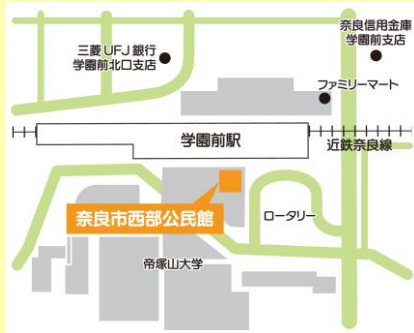 奈良信用金庫
学園前支店
三菱UFJ銀行
学園前北口支店
ファミリーマート
学園前駅
近鉄奈良線
奈良市西部公民館
ロータリー
帝塚山大学